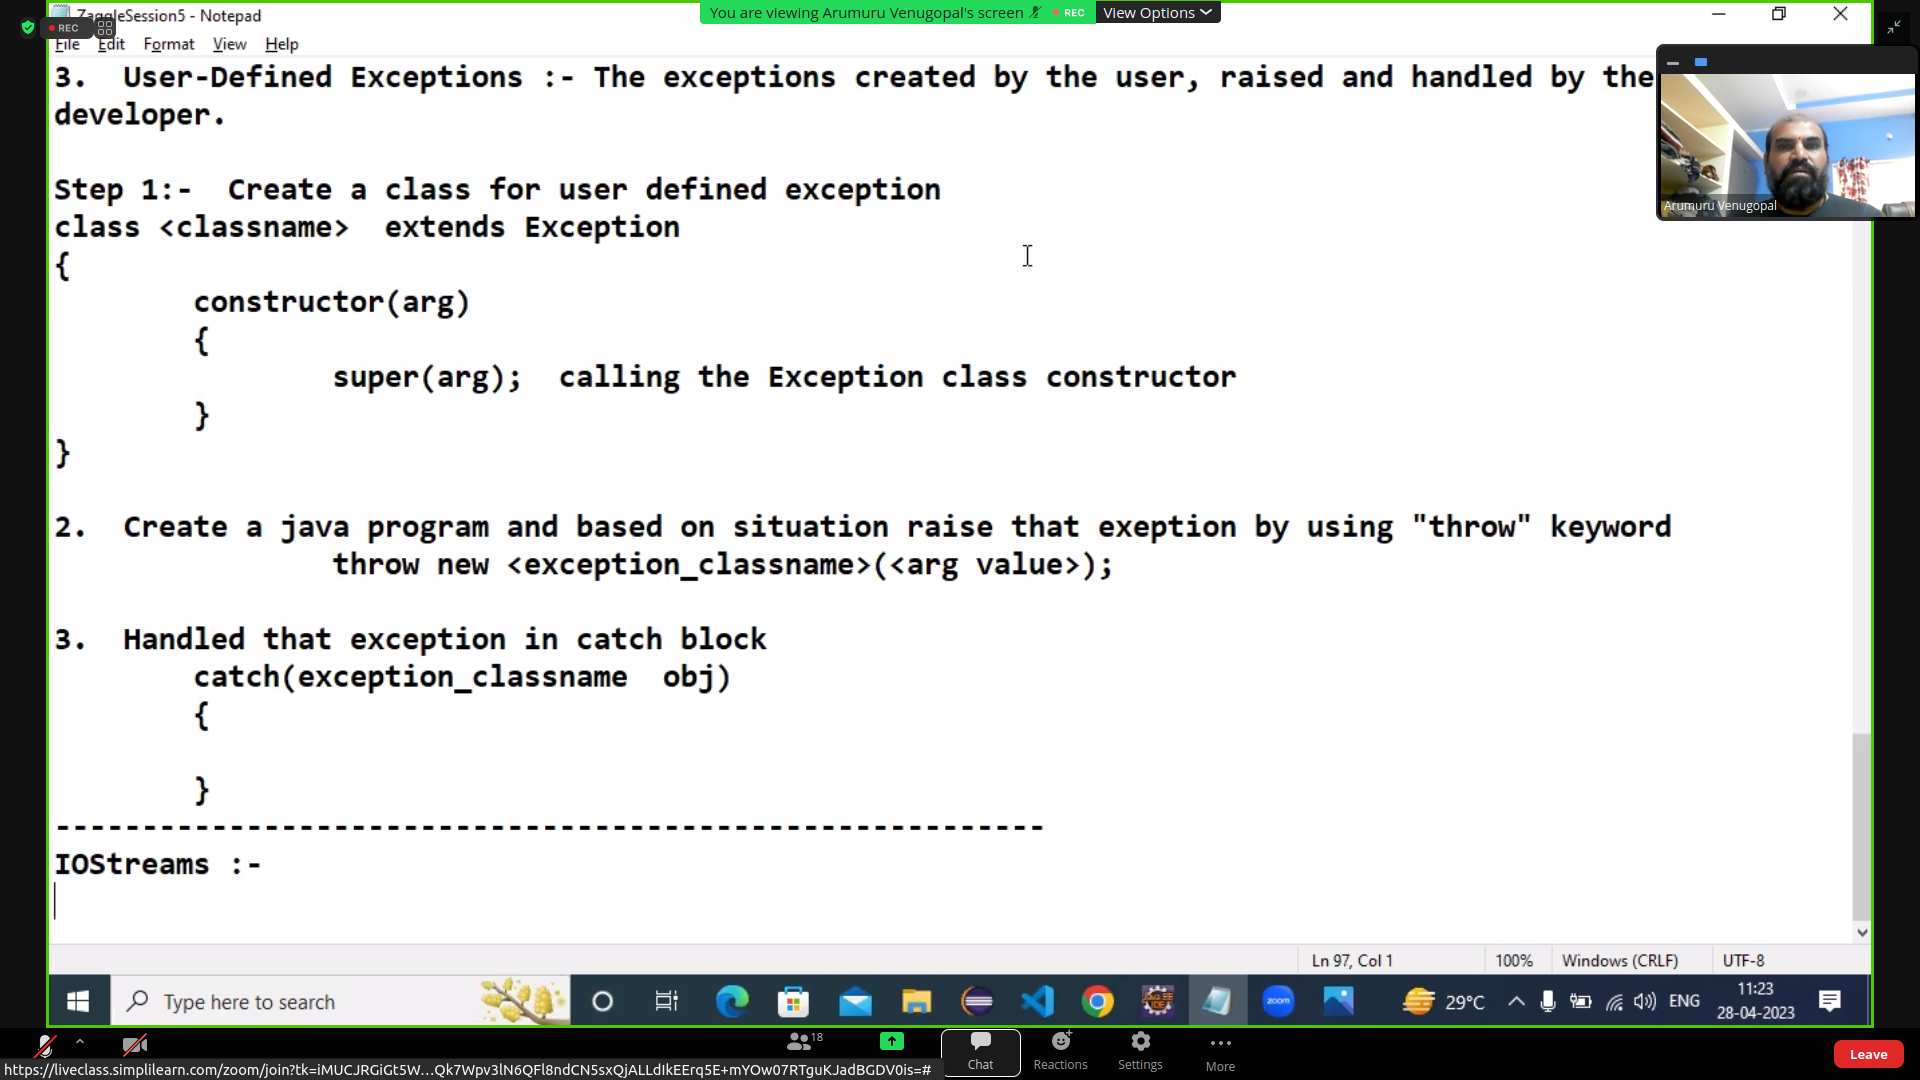 ZaggleSession5 - Notepad
You are viewing Arumuru Venugopal's screen
REC
View Options
REC
File Edit Format View Help
3.  User-Defined Exceptions :- The exceptions created by the user, raised and handled by the
developer.
Arumuru Venugopal
Step 1:-  Create a class for user defined exception
class <classname>  extends Exception
{
constructor(arg)
{
super(arg);  calling the Exception class constructor
}
}
2.  Create a java program and based on situation raise that exeption by using "throw" keyword
throw new <exception_classname>(<arg value>);
3.  Handled that exception in catch block
catch(exception_classname  obj)
{
}
---------------------------------------------------------
IOStreams :-
Ln 97, Col 1
100%
Windows (CRLF)
UTF-8
Type here to search
zoom
29°C
ENG
11:23
28-04-2023
18
Chat
Reactions
Settings
More
Leave
https://liveclass.simplilearn.com/zoom/join?tk=iMUCJRGiGt5W…Qk7Wpv3lN6QFl8ndCN5sxQjALLdIkEErq5E+mYOw07RTguKJadBGDV0is=#